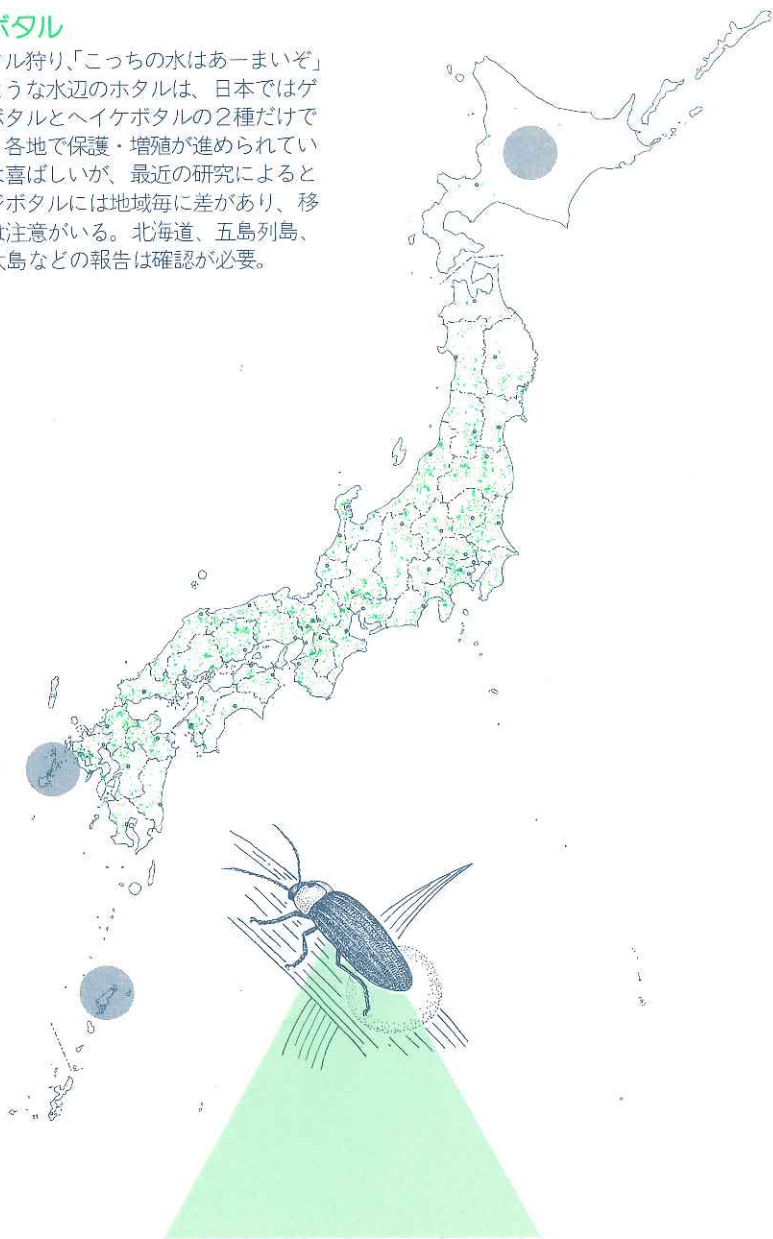 ボタル
ル狩り、「こっちの水はあーまいぞ」
うな水辺のホタルは、日本ではゲ
ボタルとヘイケボタルの2種だけで
各地で保護・増殖が進められてい
喜ばしいが、最近の研究によると
ボタルには地域毎に差があり、移
注意がいる。北海道、五島列島、
大島などの報告は確認が必要。